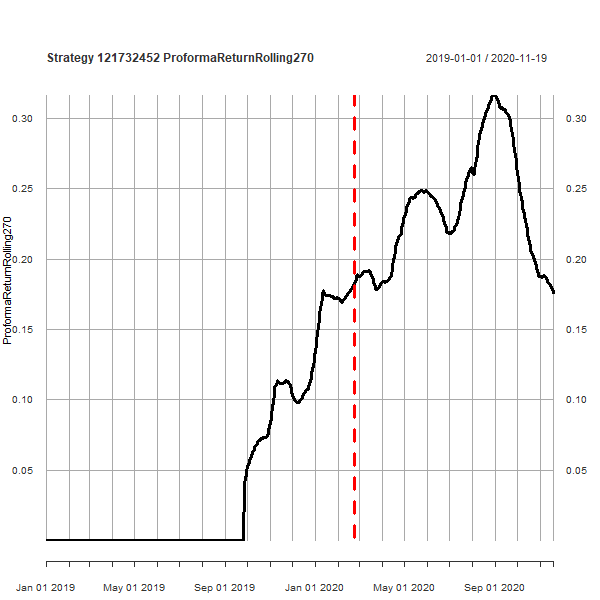 Strategy 121732452 ProformaReturnRolling270
2019-01-01 / 2020-11-19
ProformaReturnRolling270
0.30
0.25
0.20
0.15
0.10
0.05
0.30
0.25
0.20
0.15
0.10
0.05
Jan 01 2019
May 01 2019
Sep 01 2019
Jan 01 2020
May 01 2020
Sep 01 2020